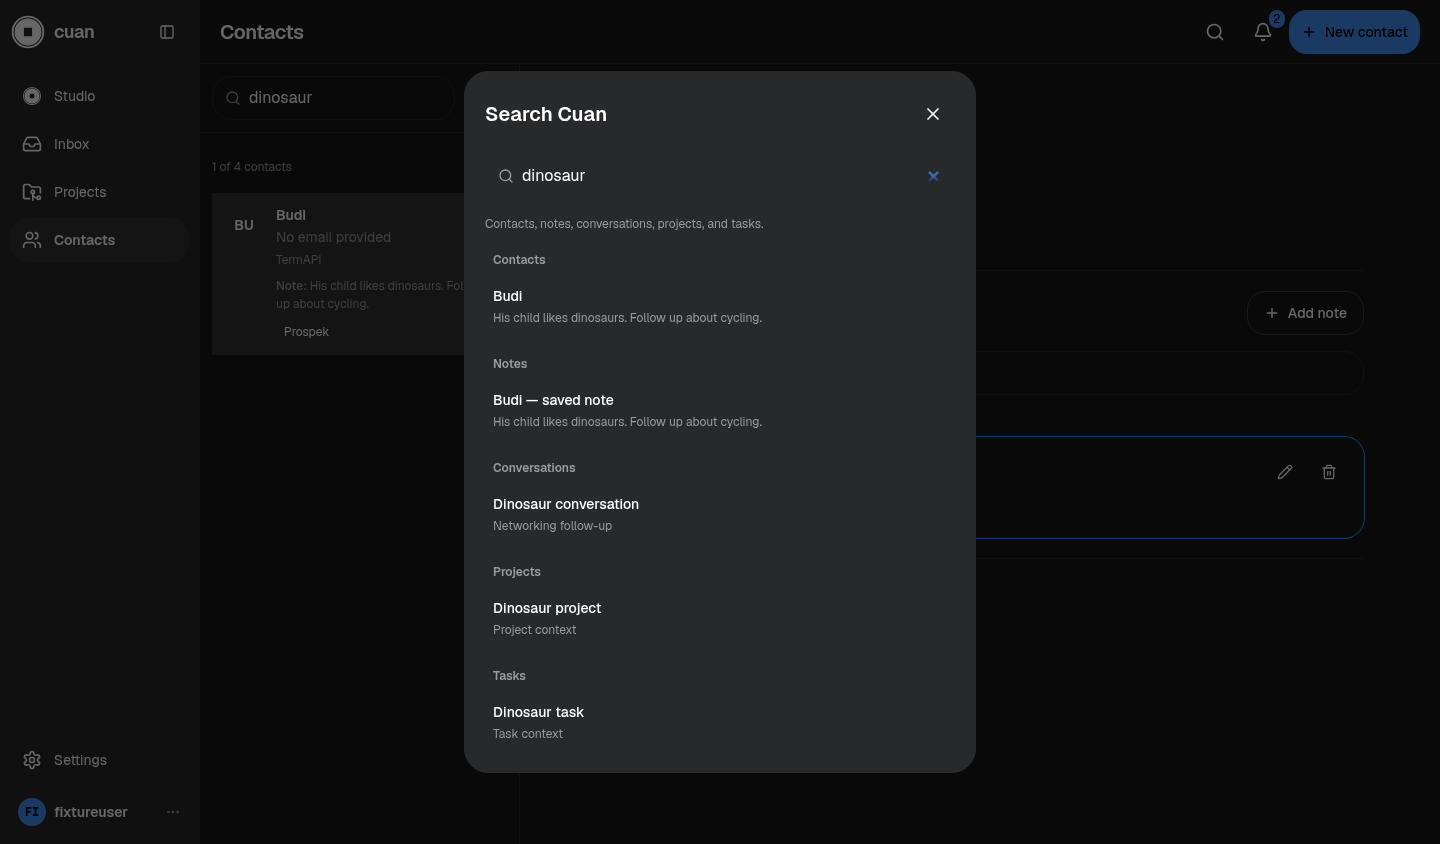 cuan
Studio
Inbox
Projects
Contacts
Settings
FI
fixtureuser
Contacts
2
New contact
dinosaur
1 of 4 contacts
BU
Budi
No email provided
TermAPI
Note: His child likes dinosaurs. Fol
up about cycling.
Prospek
Add note
Search Cuan
dinosaur
Contacts, notes, conversations, projects, and tasks.
Contacts
Budi
His child likes dinosaurs. Follow up about cycling.
Notes
Budi — saved note
His child likes dinosaurs. Follow up about cycling.
Conversations
Dinosaur conversation
Networking follow-up
Projects
Dinosaur project
Project context
Tasks
Dinosaur task
Task context